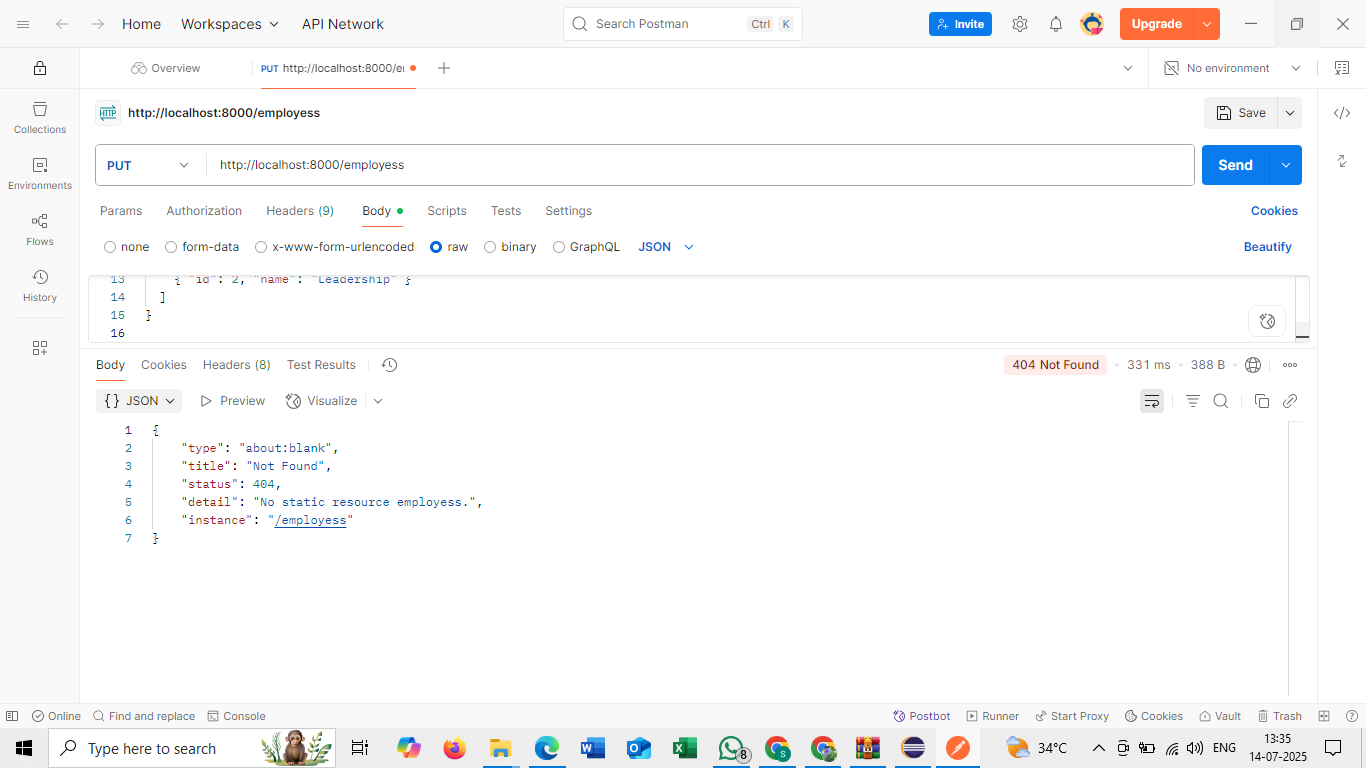 Home Workspaces API Network Search Postman Ctrl K Invite Upgrade
Overview PUT http://localhost:8000/e No environment
HTTP http://localhost:8000/employess Save
PUT http://localhost:8000/employess Send
Params Authorization Headers (9) Body Scripts Tests Settings Cookies
none form-data x-www-form-urlencoded raw binary GraphQL JSON Beautify
Collections
Environments
Flows
History
13 { "id": 2, "name": "Leadership" }
14 ]
15 }
16
Body Cookies Headers (8) Test Results 404 Not Found 331 ms 388 B
{} JSON Preview Visualize
1 {
2 "type": "about:blank",
3 "title": "Not Found",
4 "status": 404,
5 "detail": "No static resource employess.",
6 "instance": "/employess"
7 }
Online Find and replace Console Postbot Runner Start Proxy Cookies Vault Trash
Type here to search 8 S 34°C ENG 13:35
14-07-2025